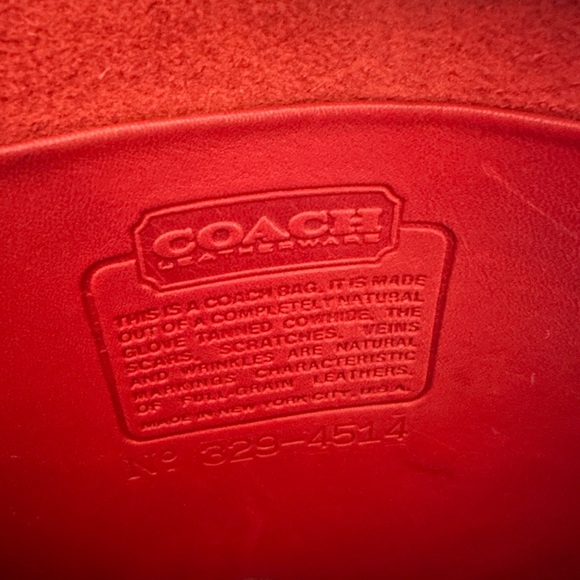 COACH
LEATHERWARE
THIS IS A COACH BAG. IT IS MADE
OUT OF A COMPLETELY NATURAL
GLOVE TANNED COWHIDE. THE
SCARS, SCRATCHES, VEINS
AND WRINKLES ARE NATURAL
MARKINGS CHARACTERISTIC
OF FULL-GRAIN LEATHERS.
MADE IN NEW YORK CITY, U.S.A.
Nº 329-4514